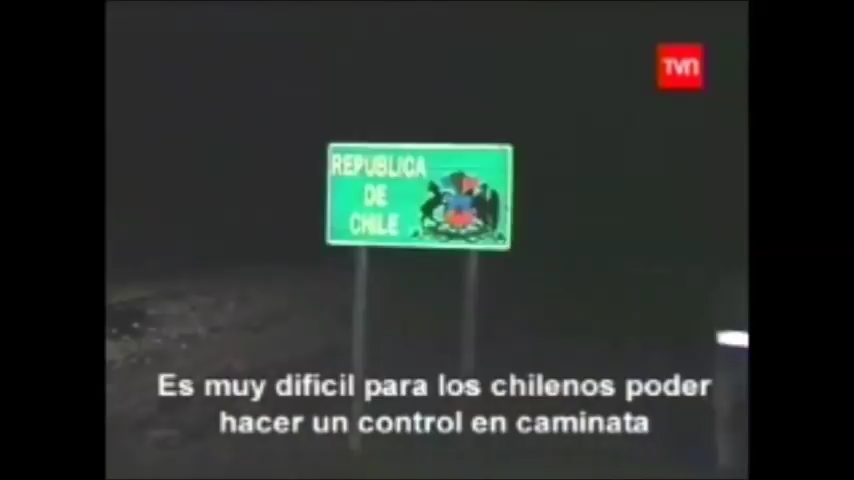 TVN
REPUBLICA
DE
CHILE
Es muy dificil para los chilenos poder
hacer un control en caminata